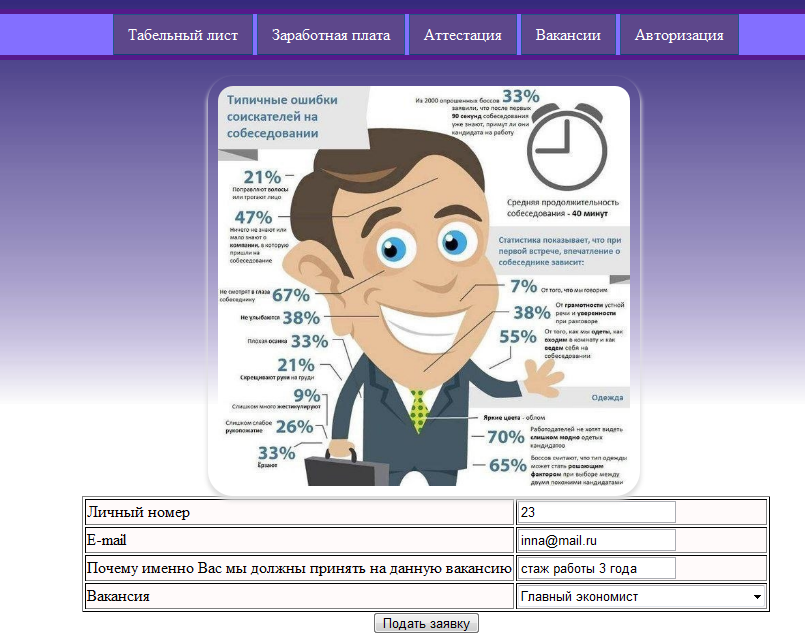 Табельный лист
Заработная плата
Аттестация
Вакансии
Авторизация
Типичные ошибки
соискателей на
собеседовании
Из 2000 опрошенных боссов 33%
заявили, что после первых
90 секунд собеседования
уже знают, примут ли они
кандидата на работу
Средняя продолжительность
собеседования - 40 минут
21%
Поправляют волосы
или трогают лицо
47%
Ничего не знают или
мало знают о
компании, в которую
пришли на
собеседование
Не смотрят в глаза
собеседнику
67%
Не улыбаются 38%
Плохая осанка 33%
21%
Скрещивают руки на груди
9%
Слишком много жестикулируют
Слишком слабое
рукопожатие
26%
33%
Ёрзают
Статистика показывает, что при
первой встрече, впечатление о
собеседнике зависит:
7% От того, что мы говорим
38% От грамотности устной
речи и уверенности
при разговоре
55% От того, как мы одеты, как
входим в комнату и как
ведем себя на
собеседовании
Одежда
Яркие цвета - облом
70% Работодателей не хотят видеть
слишком модно одетых
кандидатов
65% Боссов считают, что тип одежды
может стать решающим
фактором при выборе между
двумя похожими кандидатами
Личный номер 23
E-mail inna@mail.ru
Почему именно Вас мы должны принять на данную вакансию стаж работы 3 года
Вакансия Главный экономист
Подать заявку